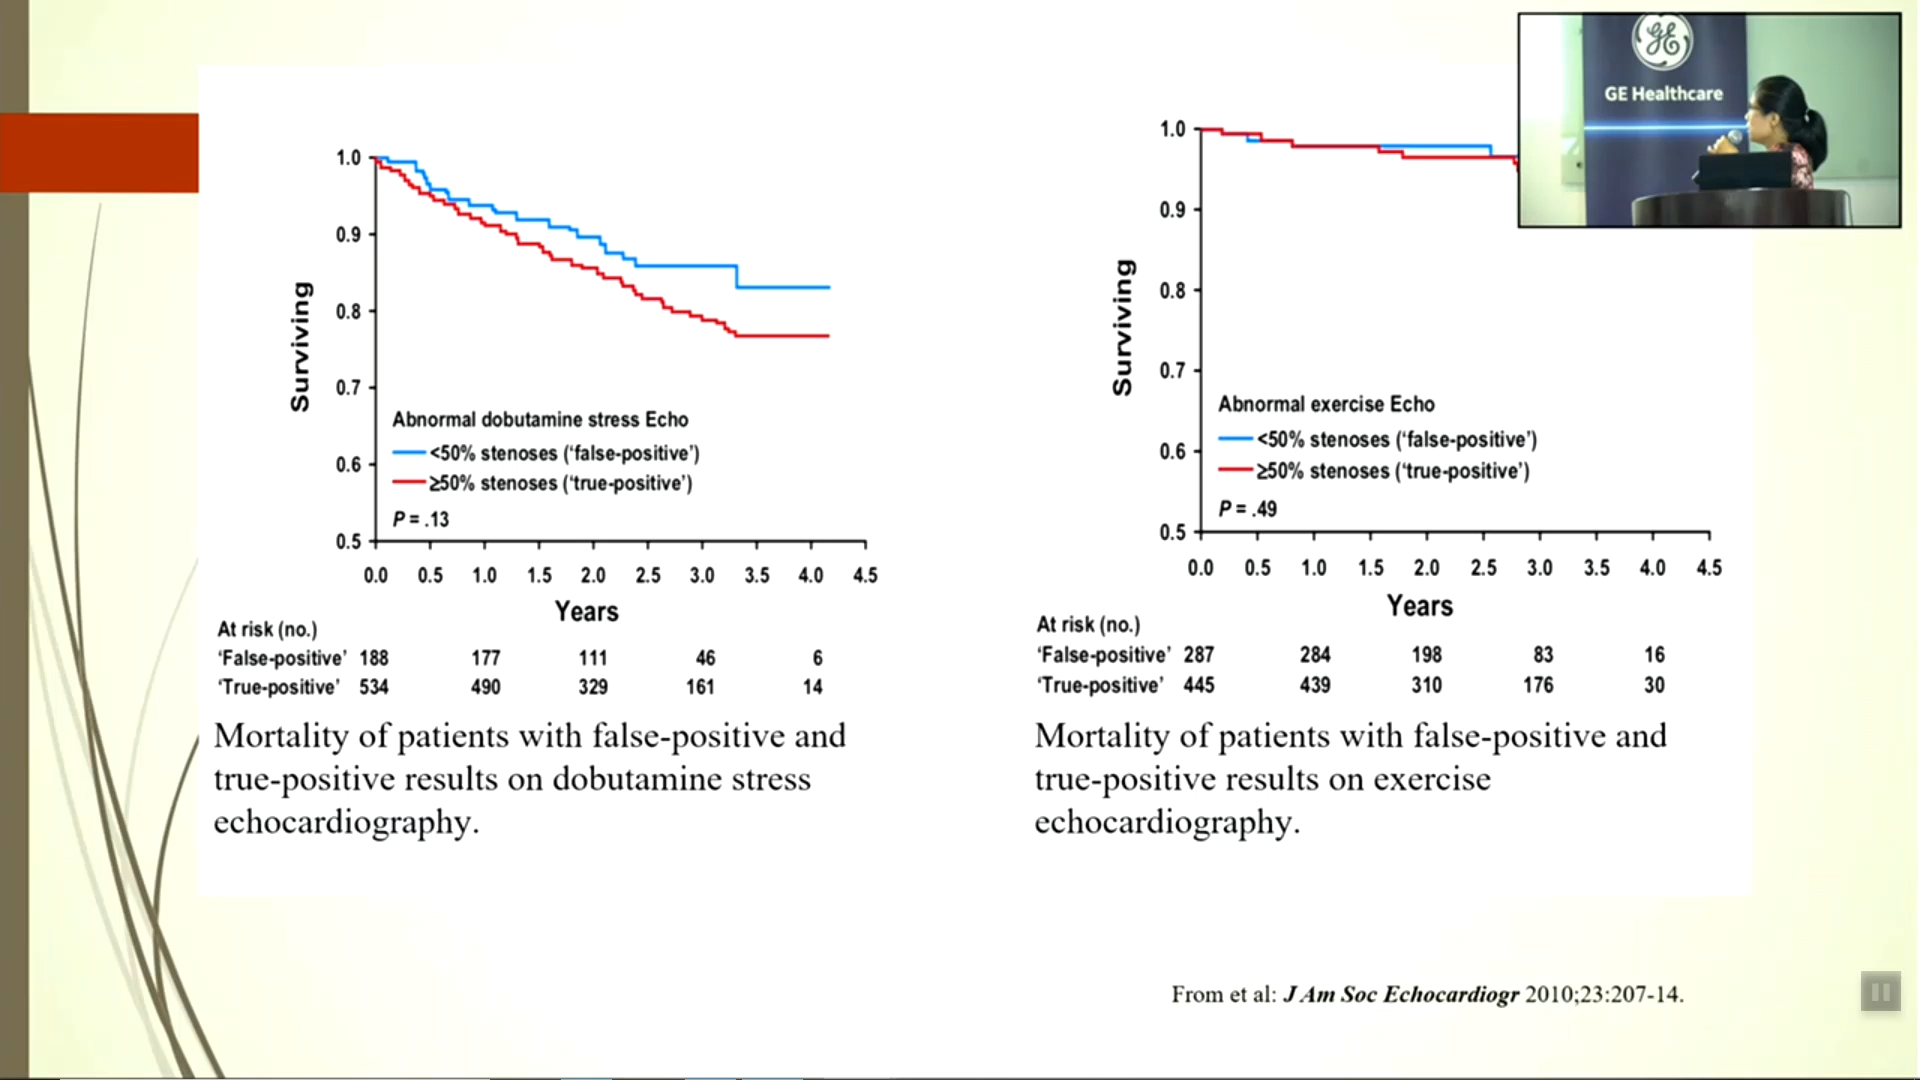 GE
GE Healthcare
1.0
0.9
0.8
0.7
0.6
0.5
Surviving
Abnormal dobutamine stress Echo
<50% stenoses (‘false-positive’)
≥50% stenoses (‘true-positive’)
P = .13
0.0 0.5 1.0 1.5 2.0 2.5 3.0 3.5 4.0 4.5
Years
At risk (no.)
‘False-positive’ 188 177 111 46 6
‘True-positive’ 534 490 329 161 14
Mortality of patients with false-positive and
true-positive results on dobutamine stress
echocardiography.
1.0
0.9
0.8
0.7
0.6
0.5
Surviving
Abnormal exercise Echo
<50% stenoses (‘false-positive’)
≥50% stenoses (‘true-positive’)
P = .49
0.0 0.5 1.0 1.5 2.0 2.5 3.0 3.5 4.0 4.5
Years
At risk (no.)
‘False-positive’ 287 284 198 83 16
‘True-positive’ 445 439 310 176 30
Mortality of patients with false-positive and
true-positive results on exercise
echocardiography.
From et al: J Am Soc Echocardiogr 2010;23:207-14.